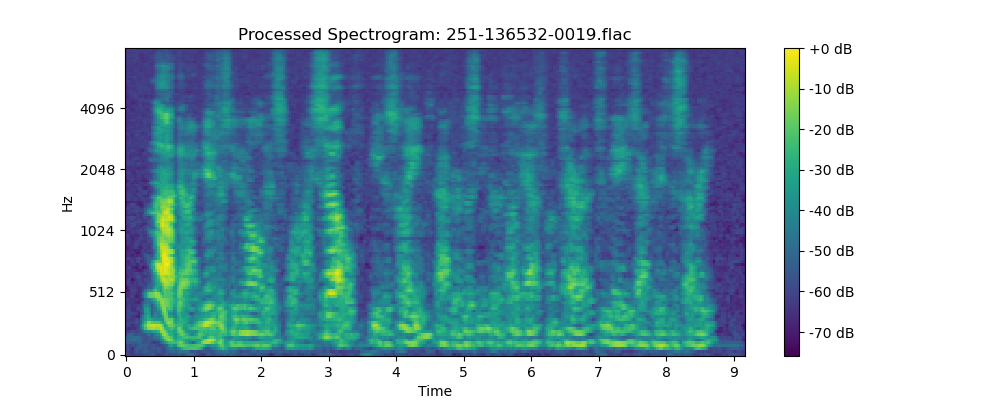 Processed Spectrogram: 251-136532-0019.flac
+0 dB
4096
-10 dB
-20 dB
2048
-30 dB
Hz
1024
-40 dB
-50 dB
512
-60 dB
-70 dB
0
0 1 2 3 4 5 6 7 8 9
Time